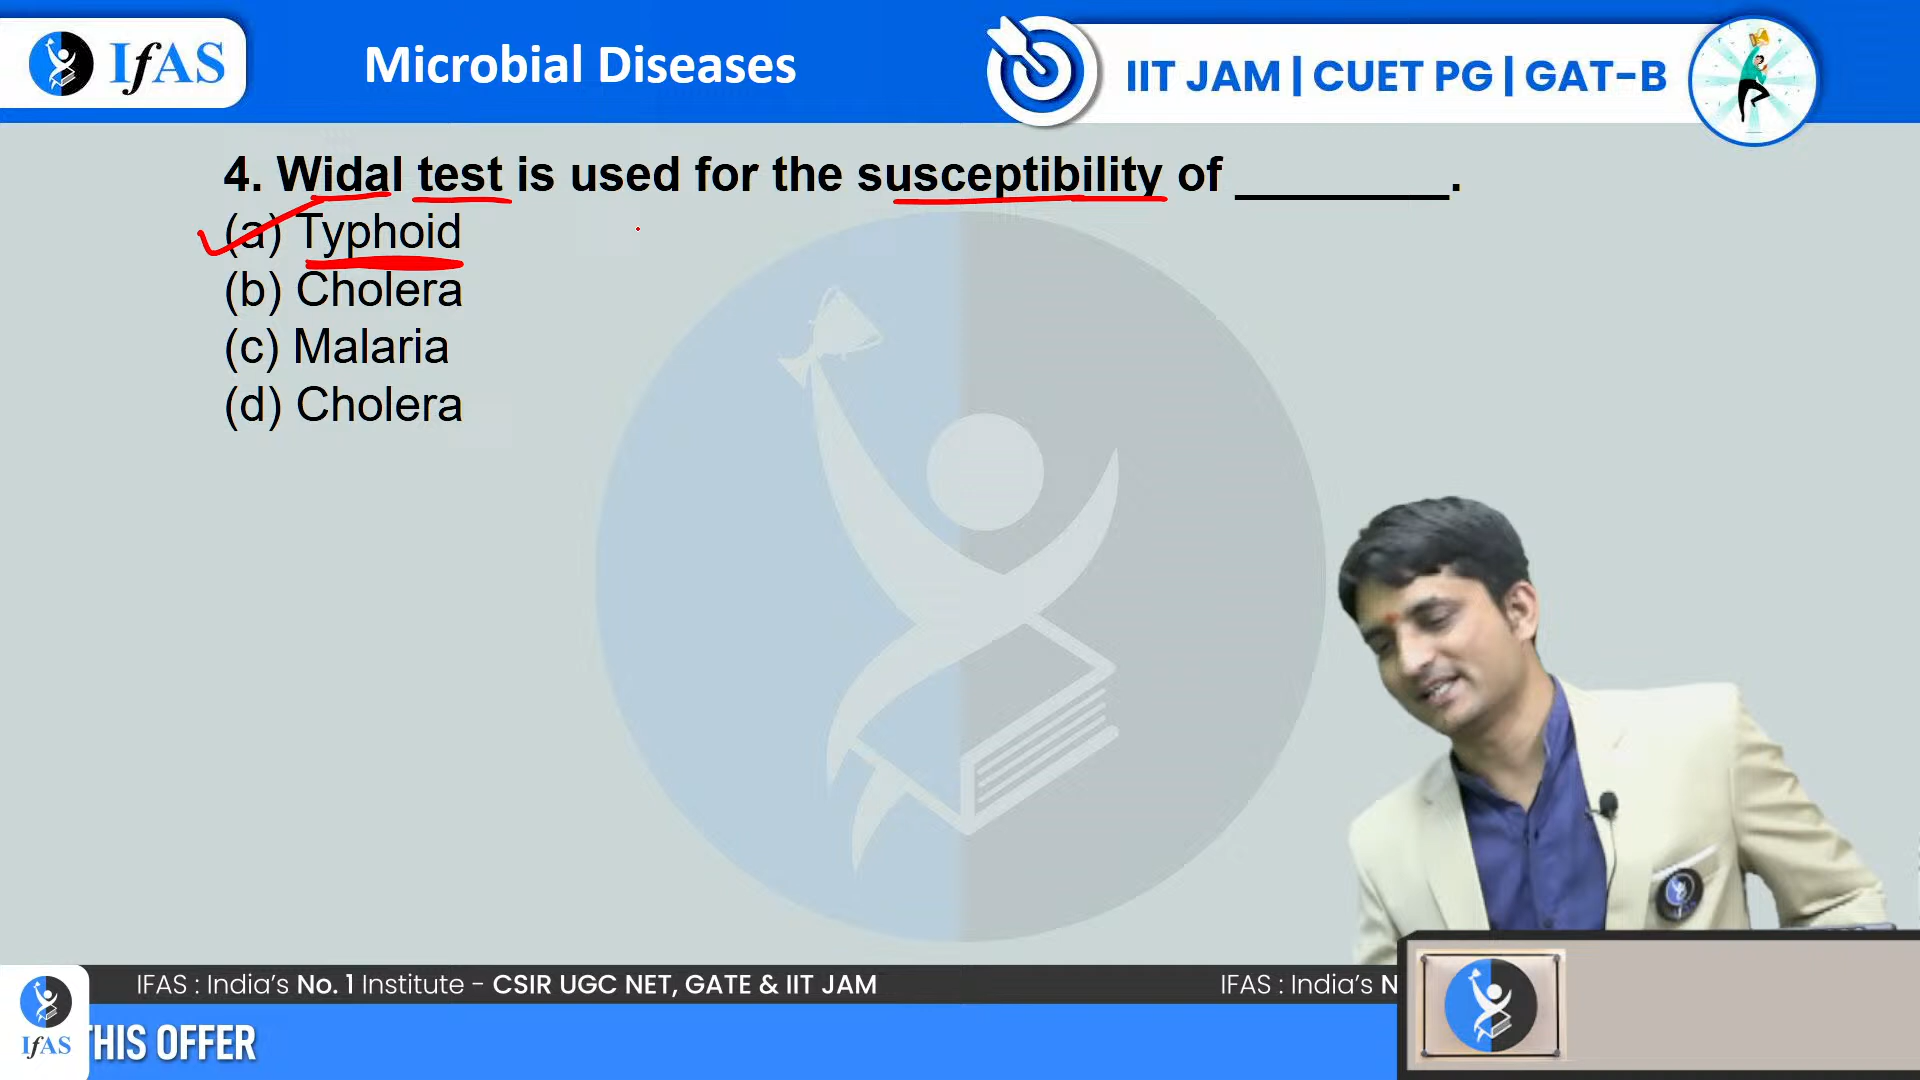 IfAS
Microbial Diseases
IIT JAM | CUET PG | GAT-B
4. Widal test is used for the susceptibility of ________.
(a) Typhoid
(b) Cholera
(c) Malaria
(d) Cholera
IFAS : India's No. 1 Institute - CSIR UGC NET, GATE & IIT JAM
IFAS : India's N
IfAS
THIS OFFER